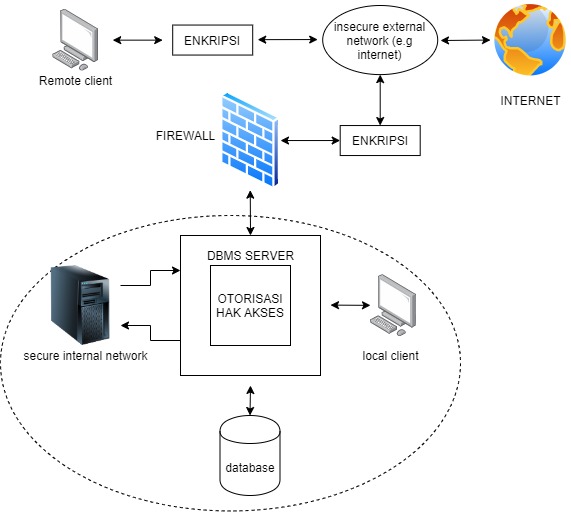 insecure external
network (e.g
internet)
ENKRIPSI
Remote client
INTERNET
FIREWALL
ENKRIPSI
DBMS SERVER
OTORISASI
HAK AKSES
secure internal network
local client
database